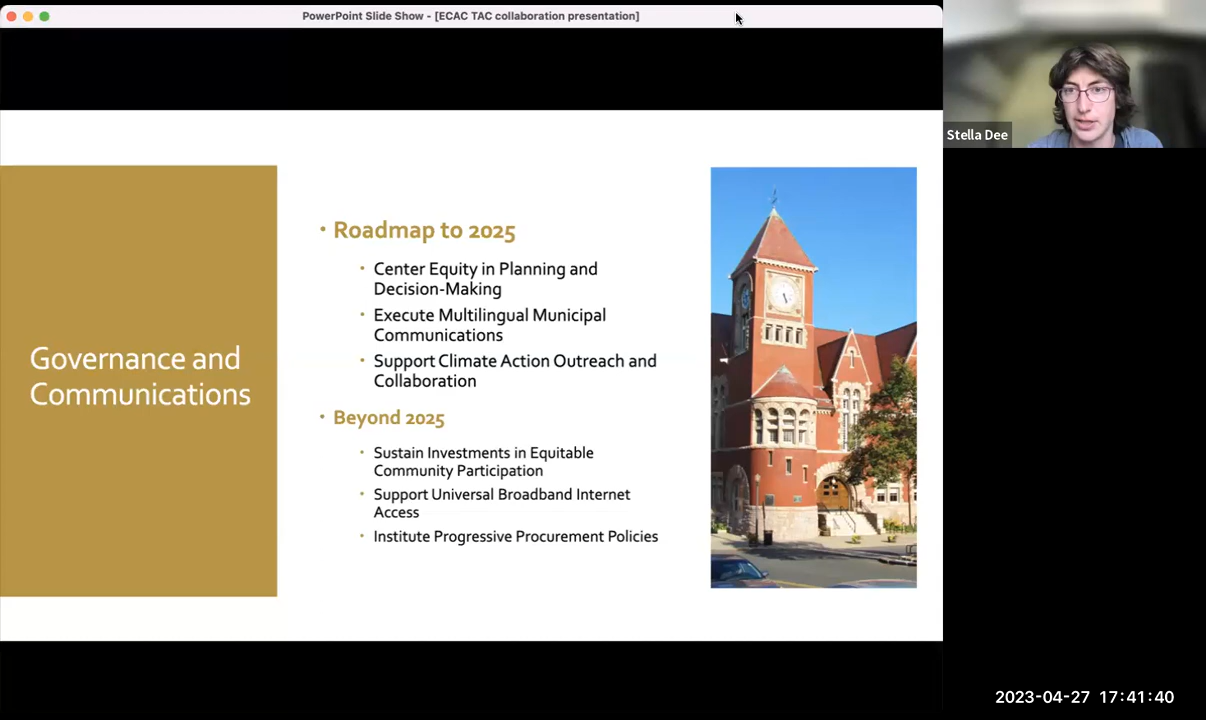 PowerPoint Slide Show - [ECAC TAC collaboration presentation]
Stella Dee
Governance and
Communications
• Roadmap to 2025
• Center Equity in Planning and
Decision-Making
• Execute Multilingual Municipal
Communications
• Support Climate Action Outreach and
Collaboration
• Beyond 2025
• Sustain Investments in Equitable
Community Participation
• Support Universal Broadband Internet
Access
• Institute Progressive Procurement Policies
2023-04-27 17:41:40